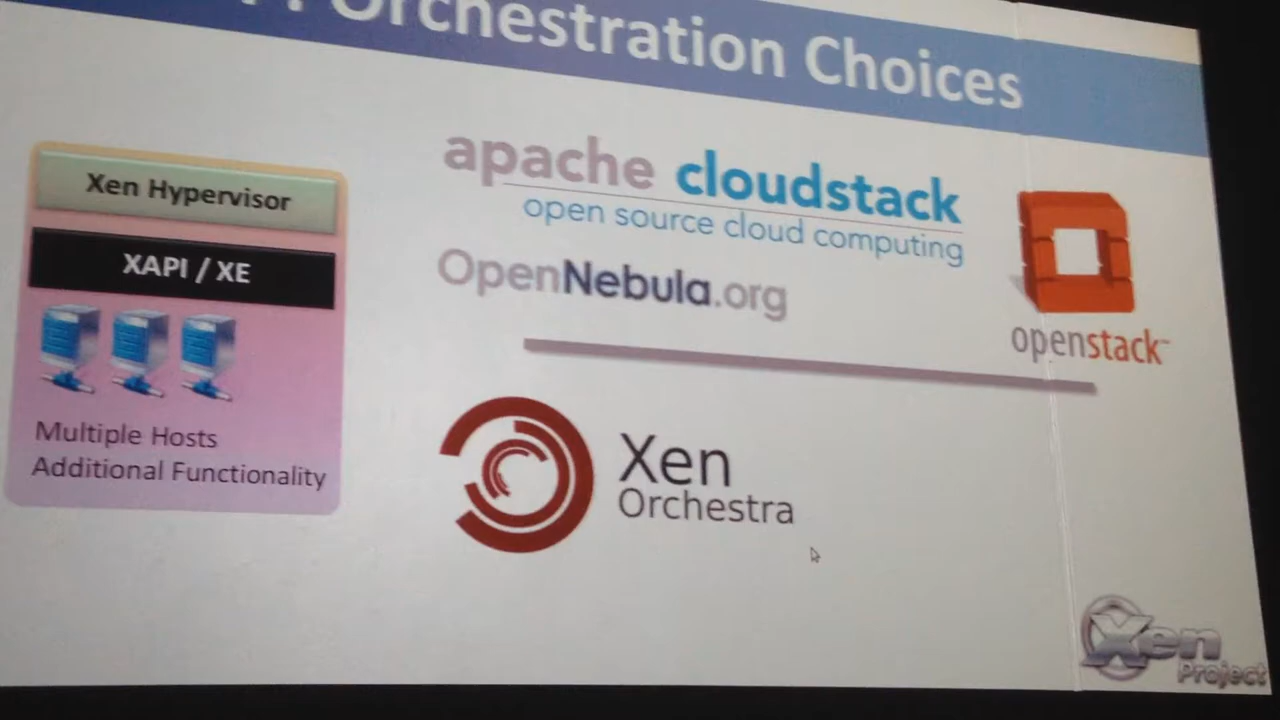 Orchestration Choices
Xen Hypervisor
XAPI / XE
Multiple Hosts
Additional Functionality
apache cloudstack
open source cloud computing
OpenNebula.org
openstack™
Xen
Orchestra
Xen
Project